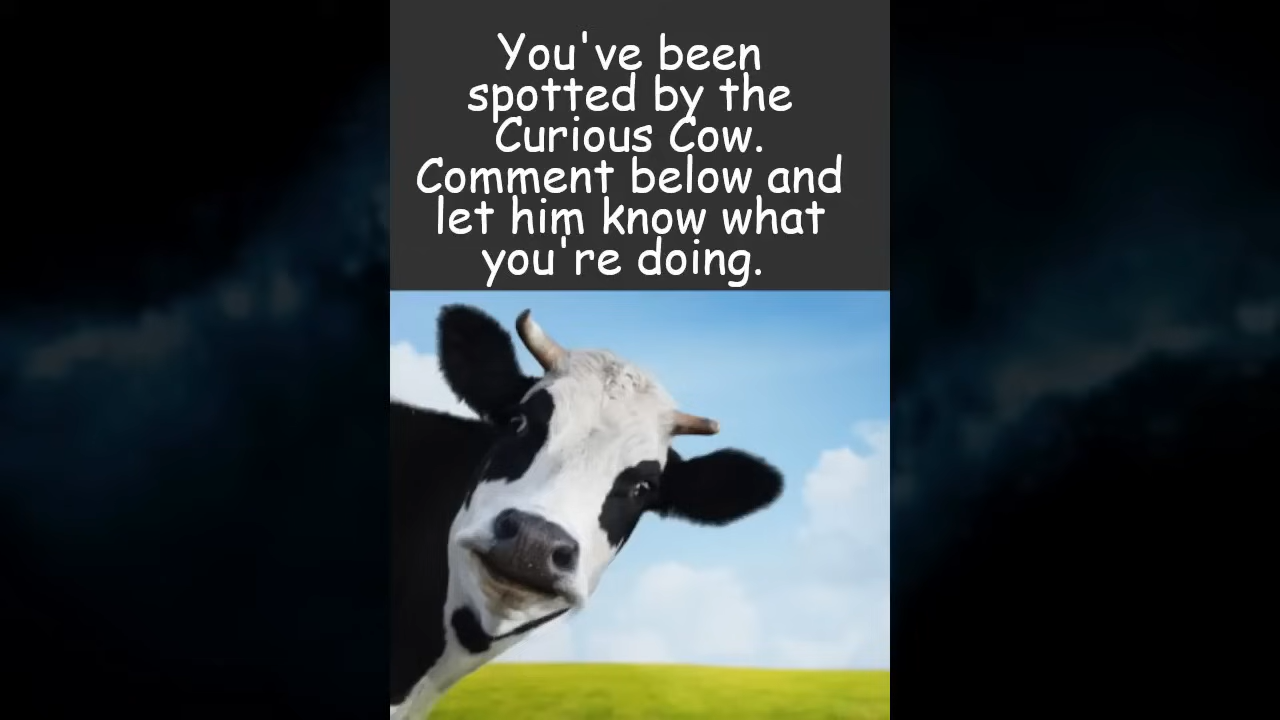 You've been
spotted by the
Curious Cow.
Comment below and
let him know what
you're doing.